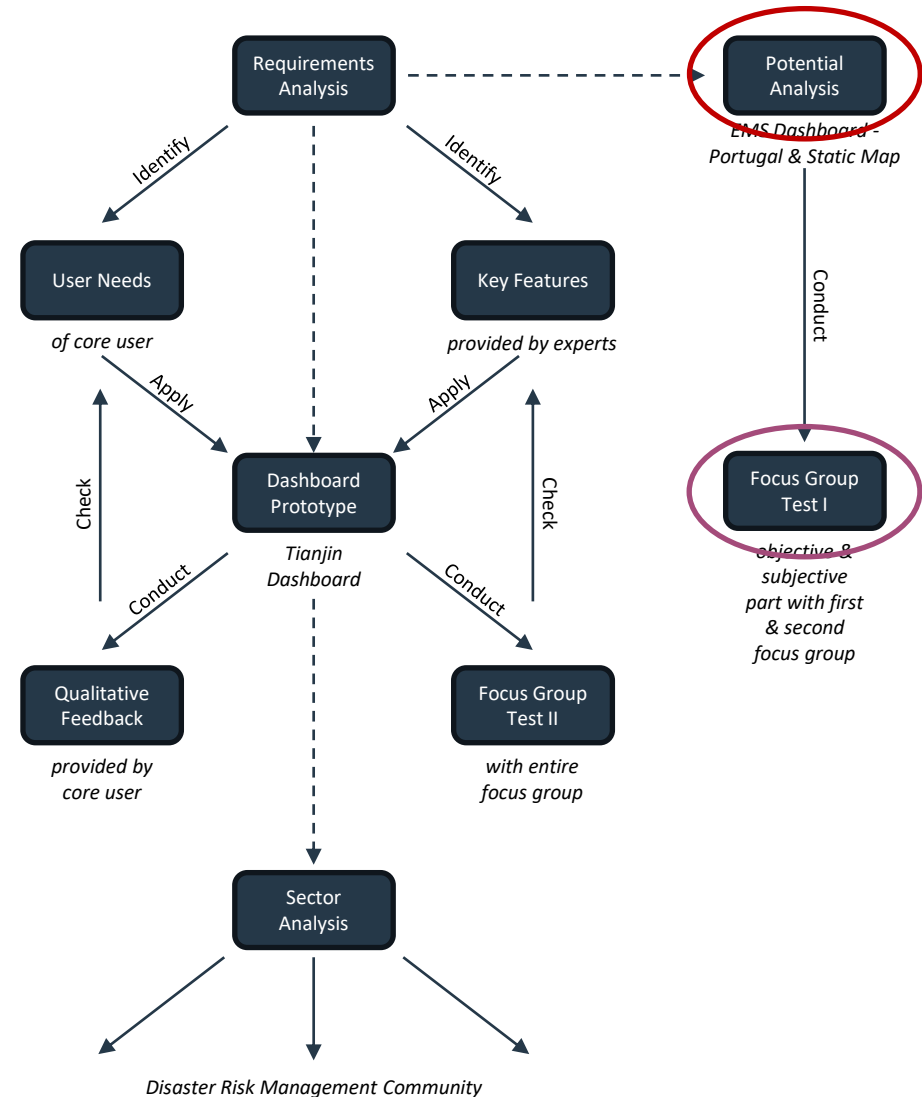 Requirements
Analysis
Potential
Analysis
EMS Dashboard -
Portugal & Static Map
Identify
Identify
User Needs
of core user
Key Features
provided by experts
Conduct
Apply
Apply
Check
Check
Dashboard
Prototype
Tianjin
Dashboard
Focus Group
Test I
objective &
subjective
part with first
& second
focus group
Conduct
Conduct
Qualitative
Feedback
provided by
core user
Focus Group
Test II
with entire
focus group
Sector
Analysis
Disaster Risk Management Community